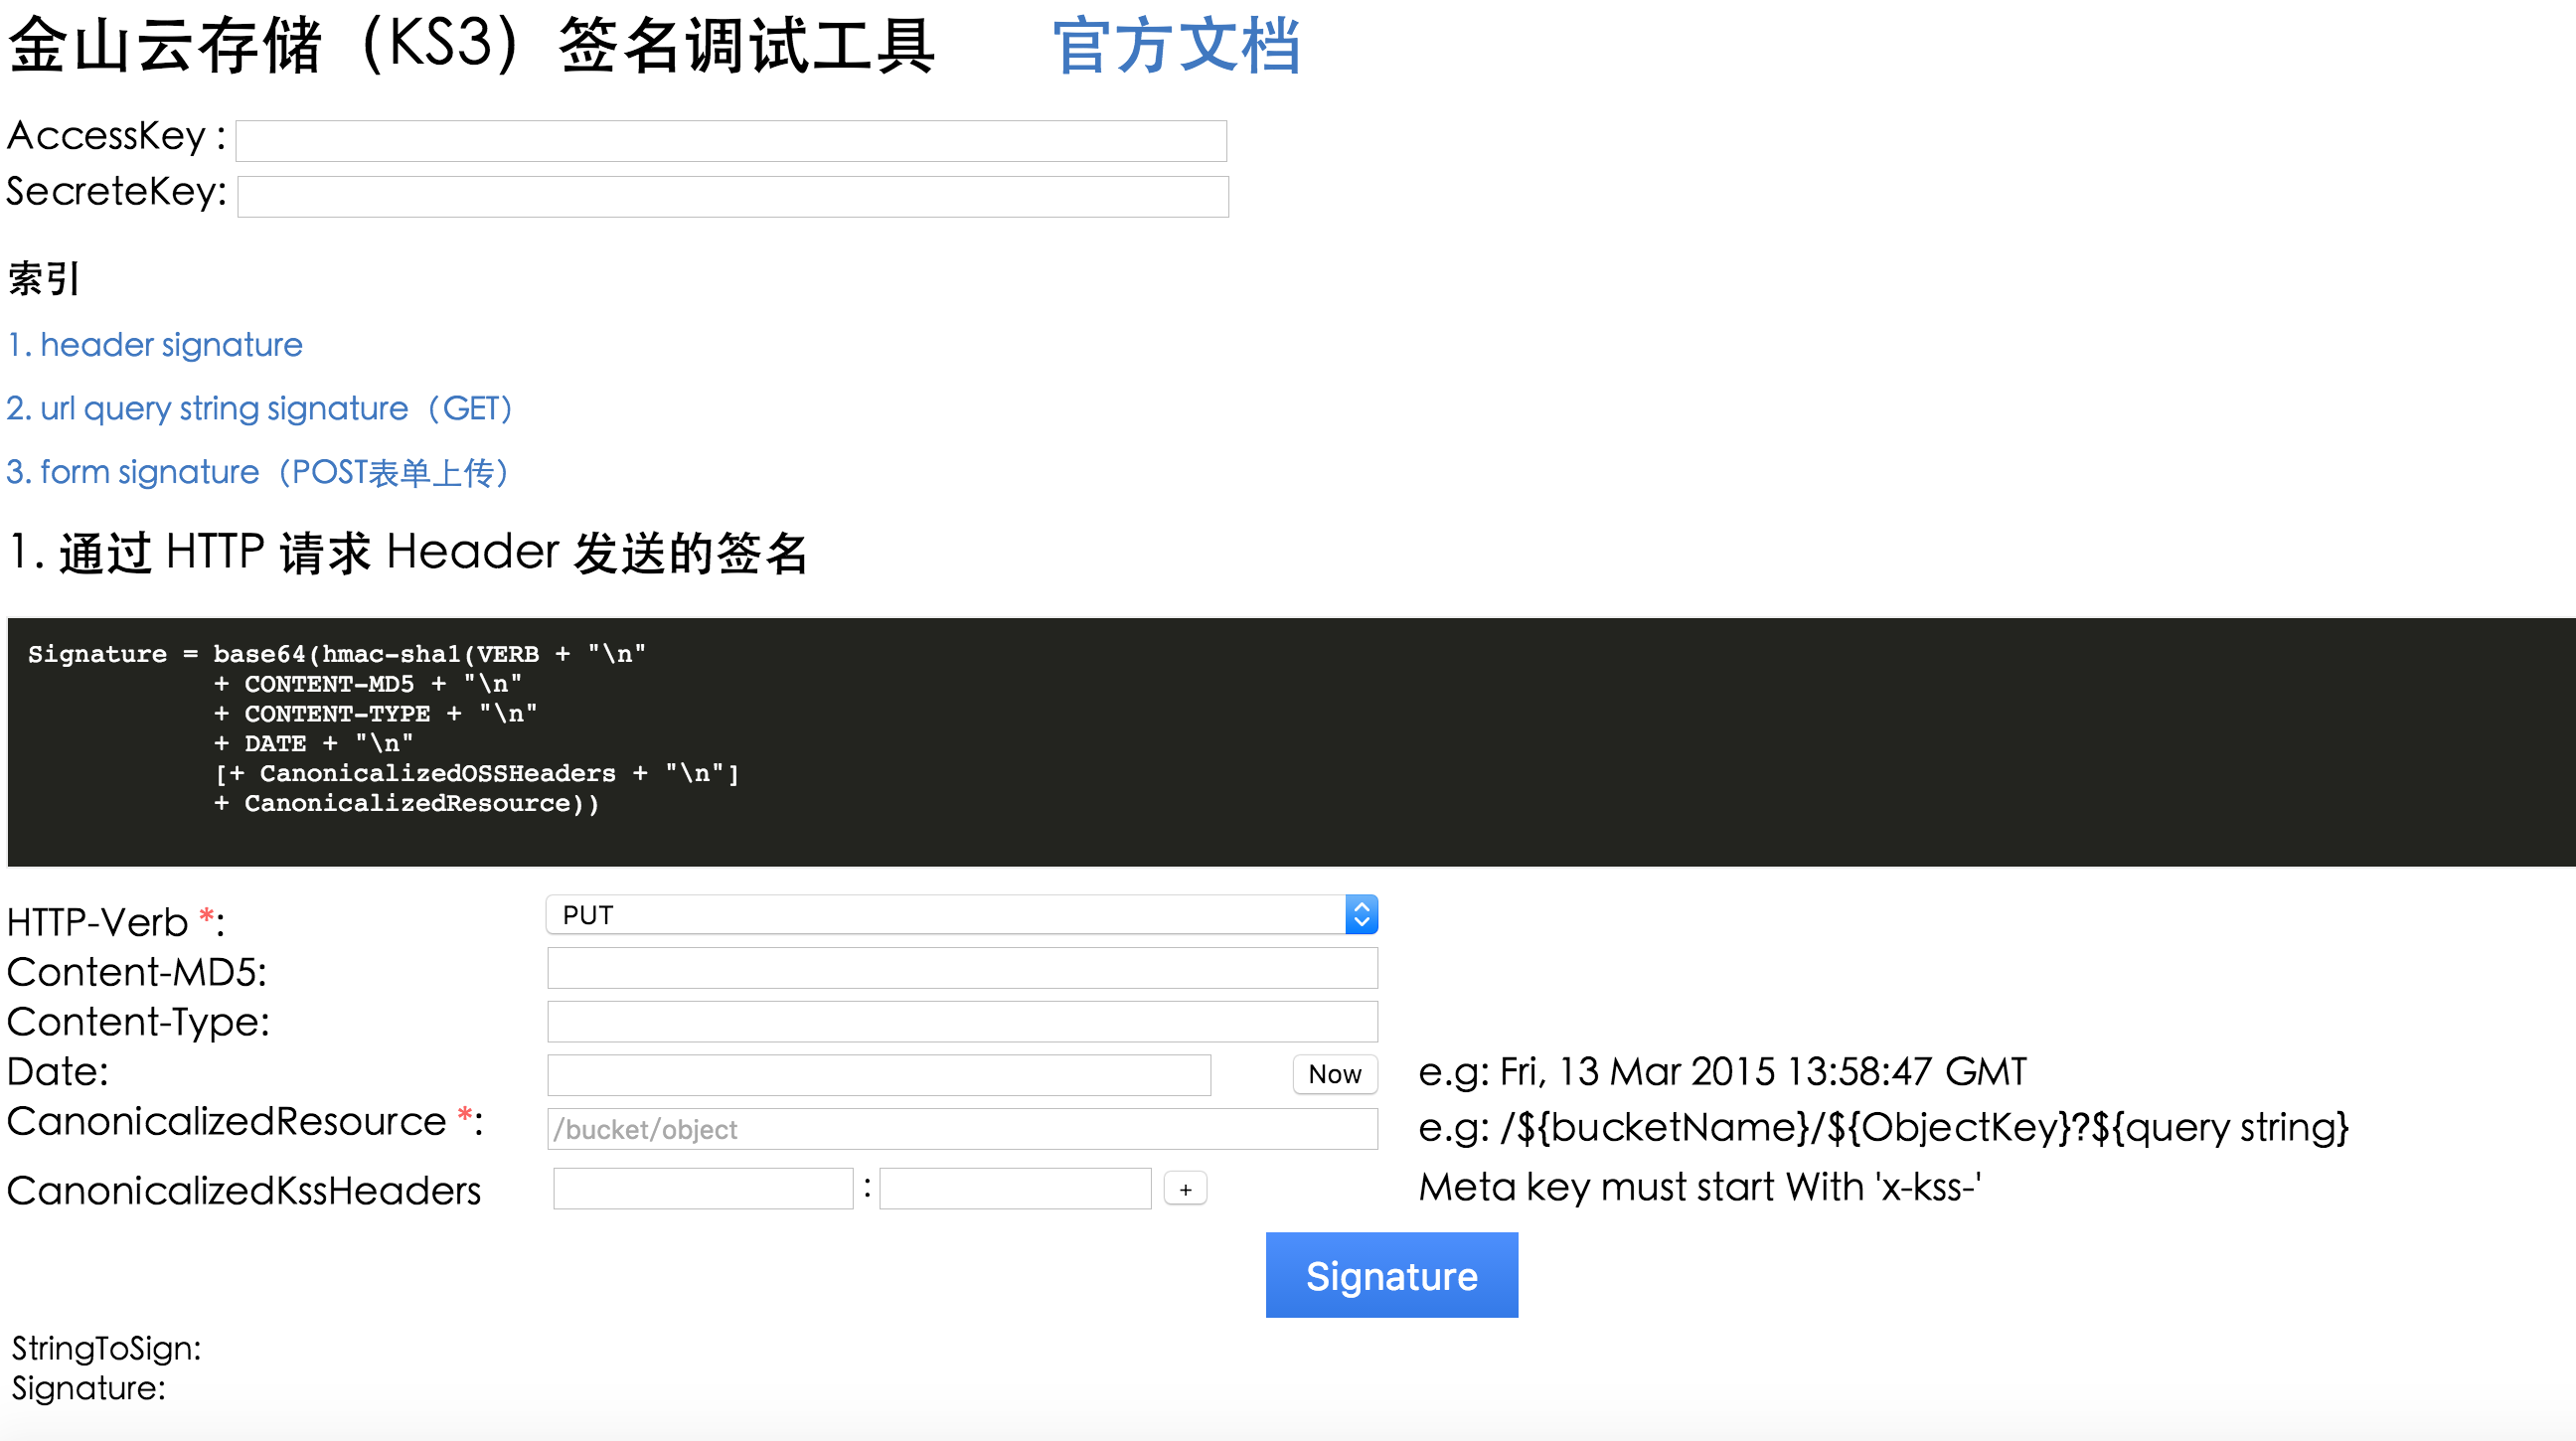 金山云存储（KS3）签名调试工具 官方文档
AccessKey :
SecreteKey:
索引
1. header signature
2. url query string signature（GET）
3. form signature（POST表单上传）
1. 通过 HTTP 请求 Header 发送的签名
Signature = base64(hmac-sha1(VERB + "\n"
+ CONTENT-MD5 + "\n"
+ CONTENT-TYPE + "\n"
+ DATE + "\n"
[+ CanonicalizedOSSHeaders + "\n"]
+ CanonicalizedResource))
HTTP-Verb *: PUT
Content-MD5:
Content-Type:
Date: Now e.g: Fri, 13 Mar 2015 13:58:47 GMT
CanonicalizedResource *: /bucket/object e.g: /${bucketName}/${ObjectKey}?${query string}
CanonicalizedKssHeaders : + Meta key must start With 'x-kss-'
Signature
StringToSign:
Signature: